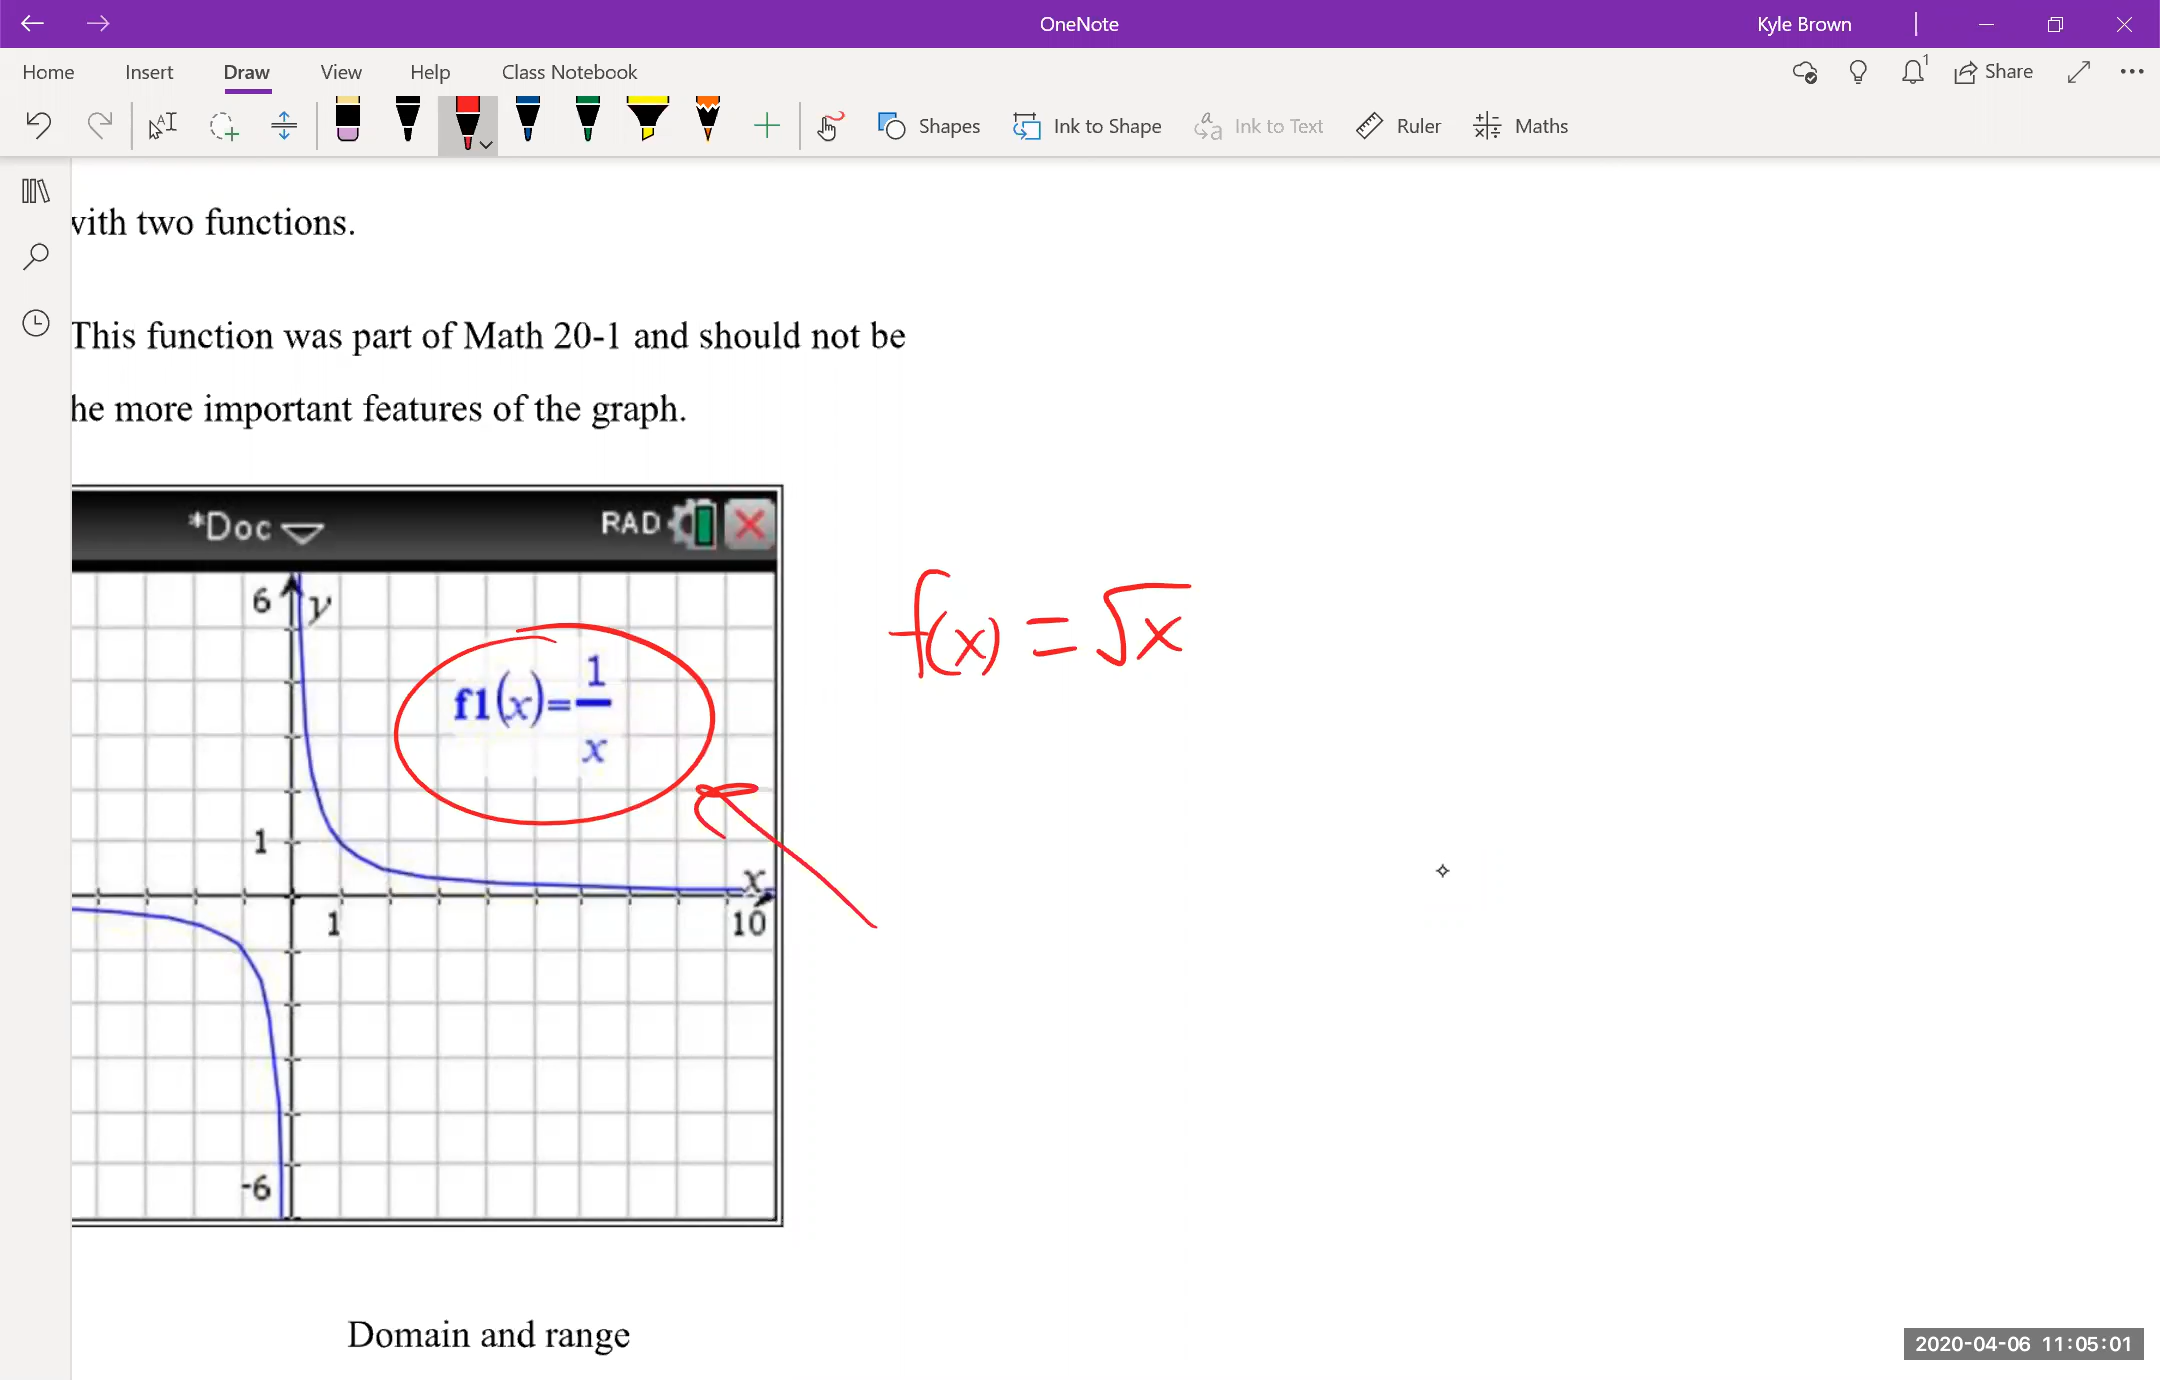 OneNote
Kyle Brown
Home Insert Draw View Help Class Notebook
1
Share
Shapes Ink to Shape Ink to Text Ruler Maths
with two functions.
This function was part of Math 20-1 and should not be
he more important features of the graph.
*Doc RAD
6 y
f1(x)=1/x
f(x) = √x
1
x
1 10
-6
Domain and range
2020-04-06 11:05:01